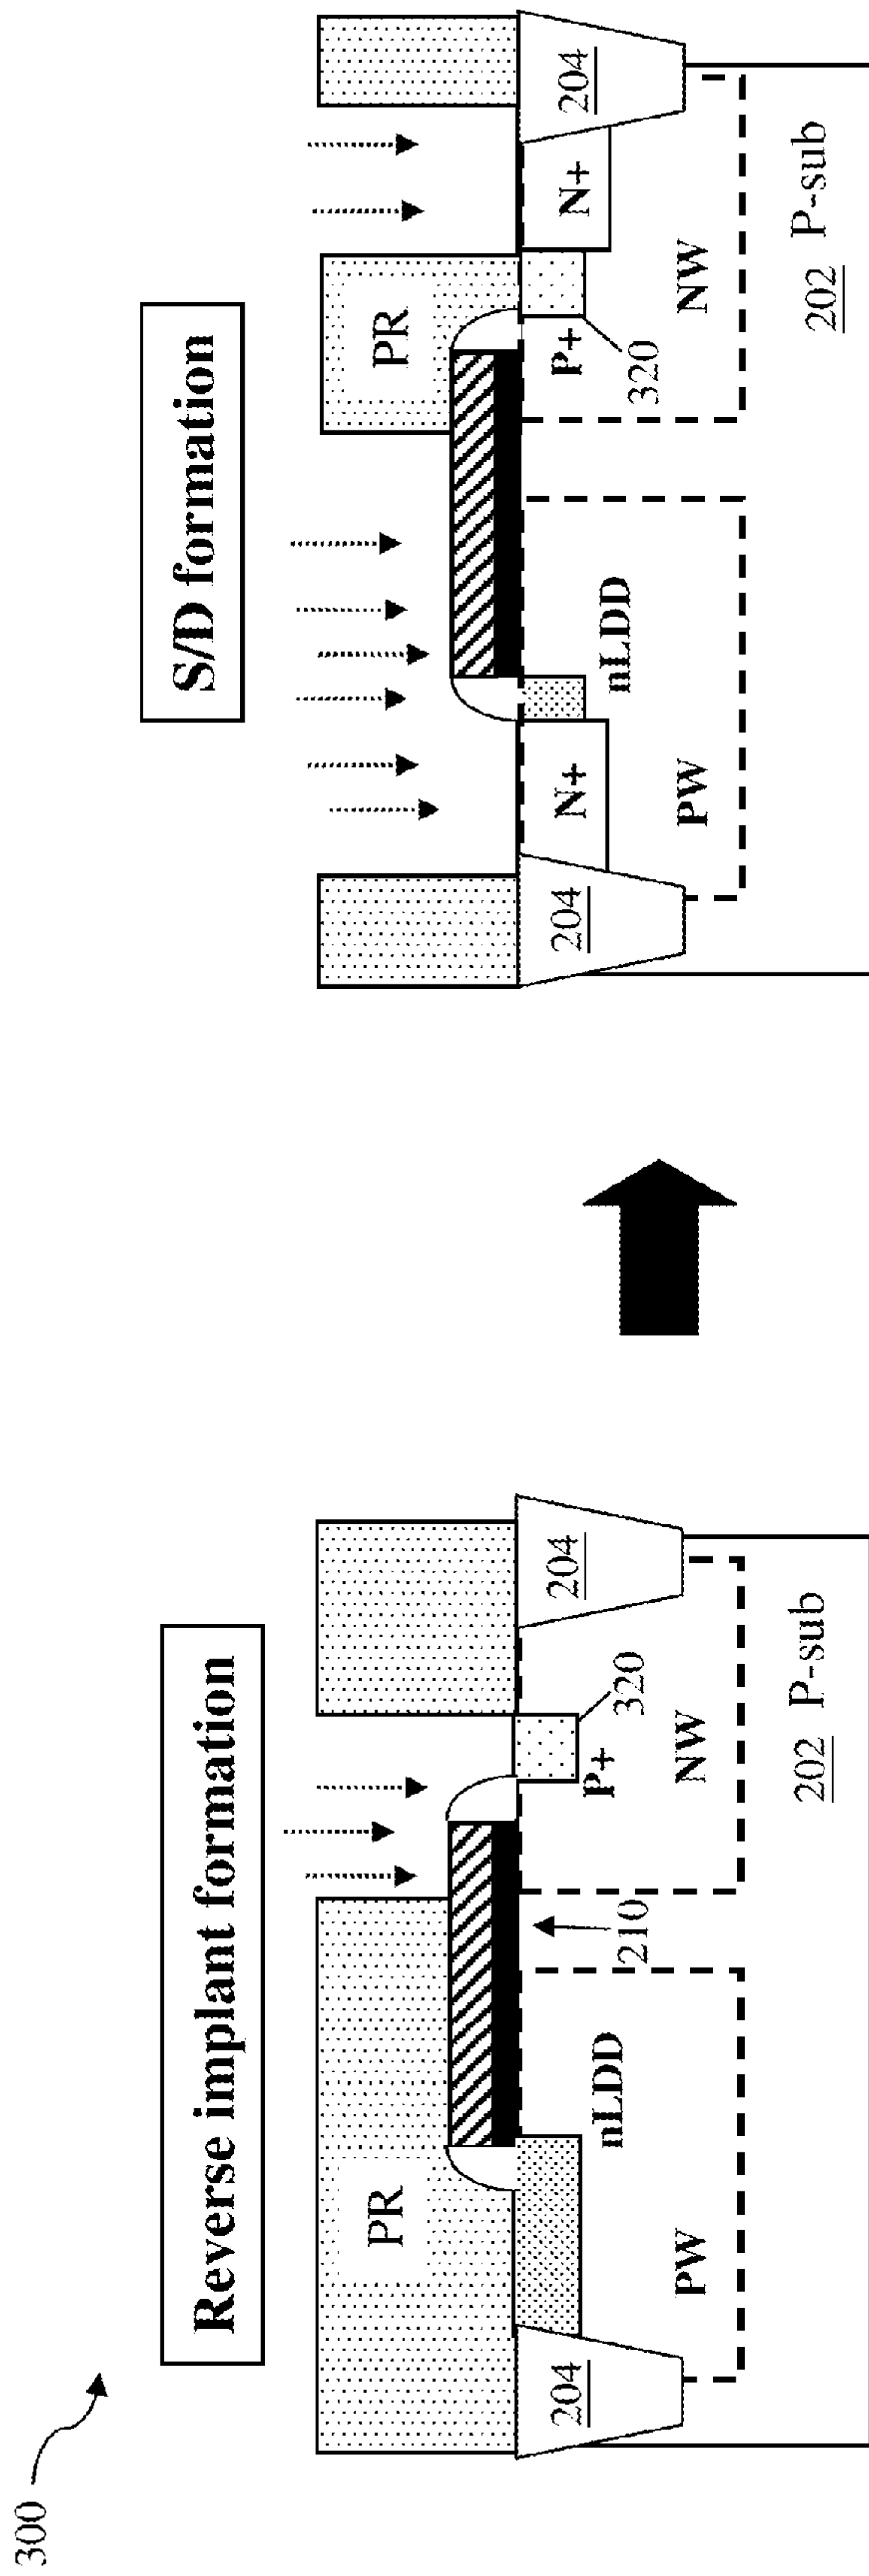 300
Reverse implant formation
PR
204
nLDD
210
P+
320
204
PW
NW
202 P-sub
S/D formation
PR
204
N+
nLDD
P+
320
N+
204
PW
NW
202 P-sub